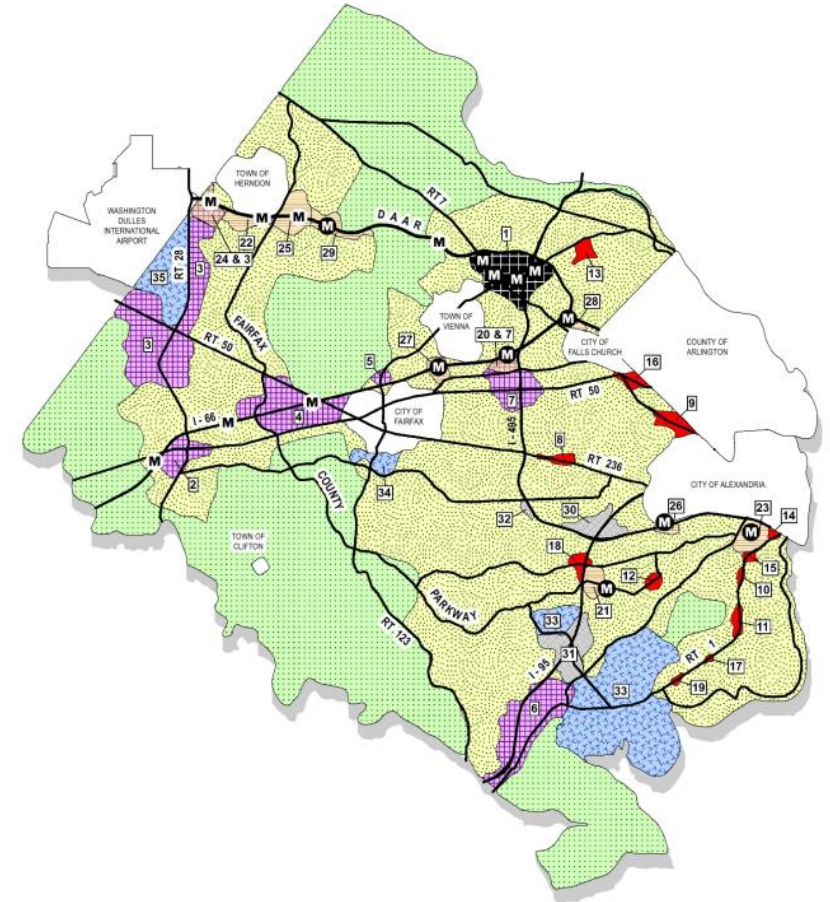 TOWN OF
HERNDON
WASHINGTON
DULLES
INTERNATIONAL
AIRPORT
RT 7
M
M
M
M
DAAR
M
1
22
25
29
24 & 3
3
35
RT 28
M
M
M
M
13
28
M
TOWN OF
VIENNA
20 & 7
27
M
M
CITY OF
FALLS CHURCH
COUNTY OF
ARLINGTON
3
RT 50
FAIRFAX
5
7
16
RT 50
9
M
4
I - 66
M
CITY OF
FAIRFAX
I - 495
8
RT 236
M
2
34
COUNTY
CITY OF ALEXANDRIA
32
30
26
M
23
M
14
TOWN OF
CLIFTON
18
12
15
10
M
21
PARKWAY
33
11
RT 123
31
I - 95
RT 1
17
33
19
6